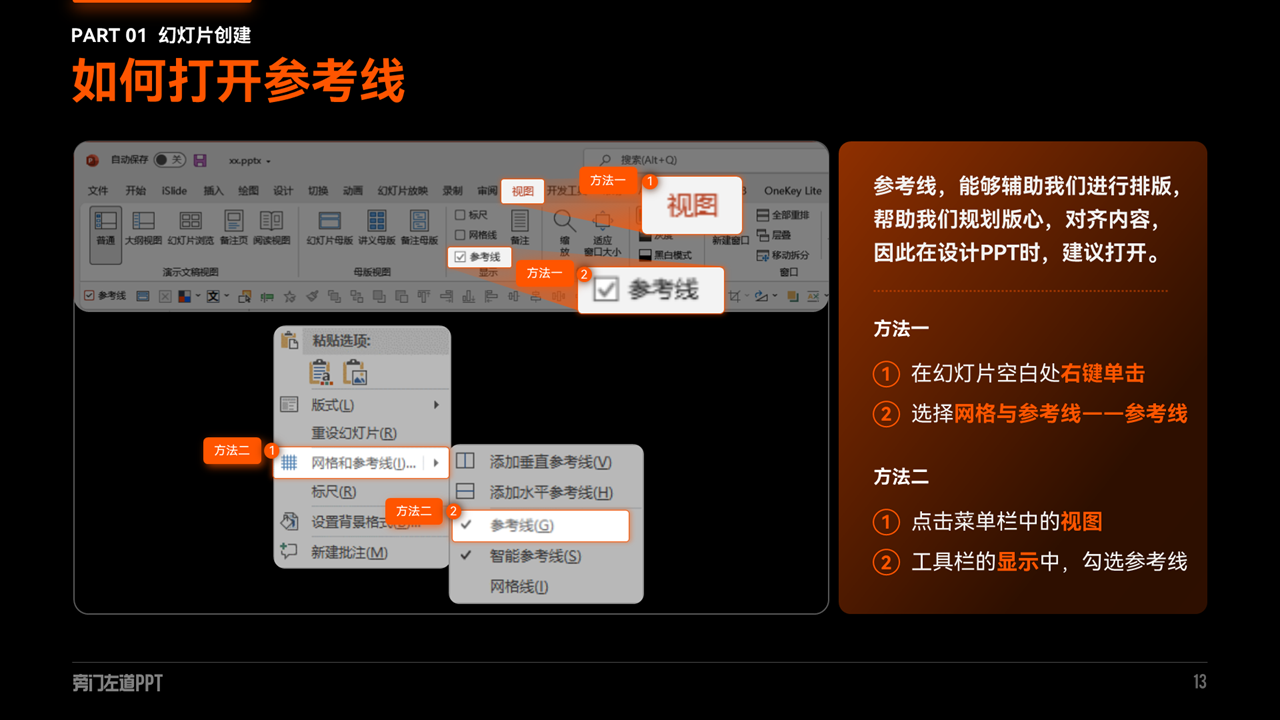 PART 01 幻灯片创建
如何打开参考线
自动保存 关 xx.pptx
搜索(Alt+Q)
文件 开始 iSlide 插入 绘图 设计 切换 动画 幻灯片放映 录制 审阅 视图 OneKey Lite
方法一 1 视图
普通 大纲视图 幻灯片浏览 备注页 阅读视图
演示文稿视图
幻灯片母版 讲义母版 备注母版
母版视图
标尺
网格线
参考线
显示
备注
缩放
适应窗口大小
黑白模式
新建窗口
全部重排
层叠
移动拆分
窗口
方法一 2 参考线
参考线
粘贴选项:
版式(L)
重设幻灯片(R)
方法二 1 网格和参考线(I)...
标尺(R)
设置背景格式
新建批注(M)
添加垂直参考线(V)
添加水平参考线(H)
方法二 2 参考线(G)
智能参考线(S)
网格线(I)
参考线，能够辅助我们进行排版，
帮助我们规划版心，对齐内容，
因此在设计PPT时，建议打开。
方法一
1 在幻灯片空白处右键单击
2 选择网格与参考线——参考线
方法二
1 点击菜单栏中的视图
2 工具栏的显示中，勾选参考线
旁门左道PPT
13